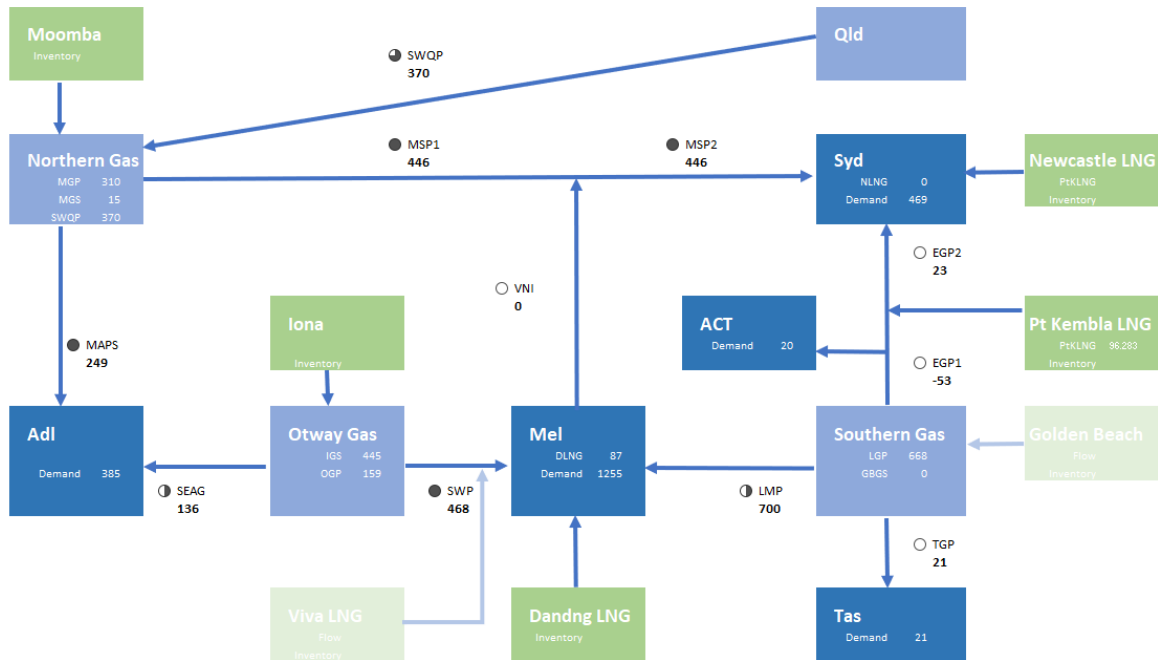 Moomba
Inventory
SWQP
370
Qld
Northern Gas
MGP 310
MGS 15
SWQP 370
MSP1
446
MSP2
446
Syd
NLNG 0
Demand 469
Newcastle LNG
PtKLNG
Inventory
EGP2
23
VNI
0
Iona
Inventory
ACT
Demand 20
Pt Kembla LNG
PtKLNG 96.283
Inventory
MAPS
249
EGP1
-53
Adl
Demand 385
Otway Gas
IGS 445
OGP 159
Mel
DLNG 87
Demand 1255
Southern Gas
LGP 668
GBGS 0
Golden Beach
Flow
Inventory
SEAG
136
SWP
468
LMP
700
TGP
21
Viva LNG
Flow
Inventory
Dandng LNG
Inventory
Tas
Demand 21